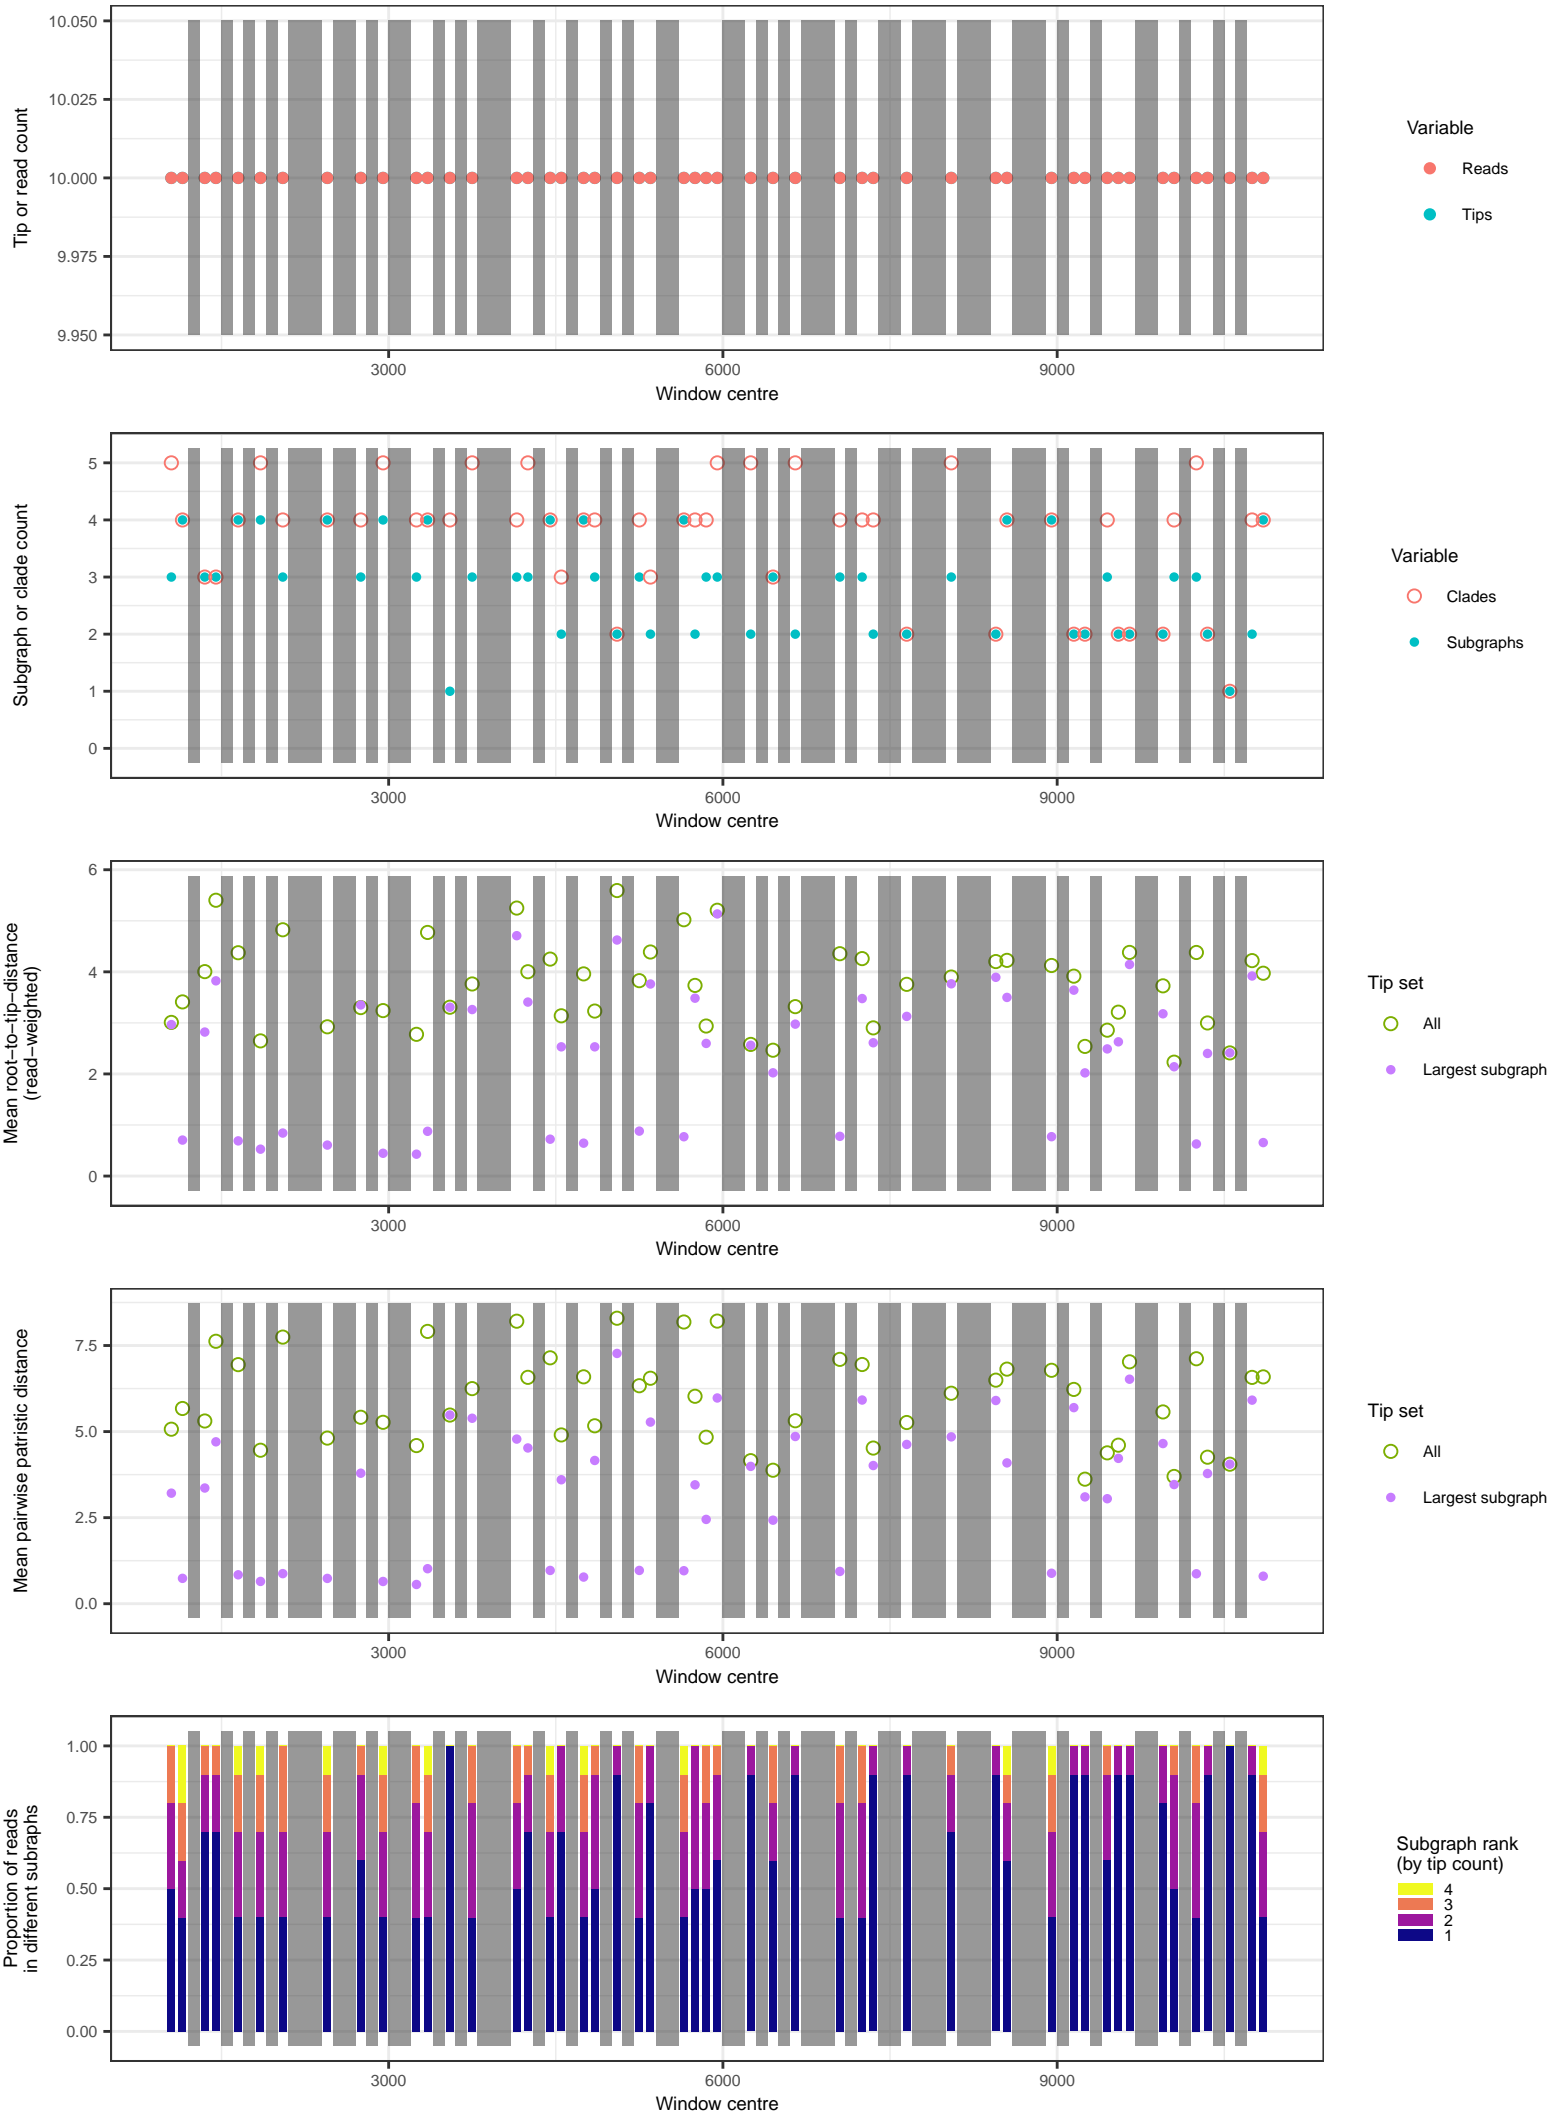 10.050
10.025
10.000
9.975
9.950
Tip or read count
3000
6000
9000
Window centre
Variable
Reads
Tips
5
4
3
2
1
0
Subgraph or clade count
3000
6000
9000
Window centre
Variable
Clades
Subgraphs
6
4
2
0
Mean root−to−tip−distance
(read−weighted)
3000
6000
9000
Window centre
Tip set
All
Largest subgraph
7.5
5.0
2.5
0.0
Mean pairwise patristic distance
3000
6000
9000
Window centre
Tip set
All
Largest subgraph
1.00
0.75
0.50
0.25
0.00
Proportion of reads
in different subraphs
3000
6000
9000
Window centre
Subgraph rank
(by tip count)
4
3
2
1